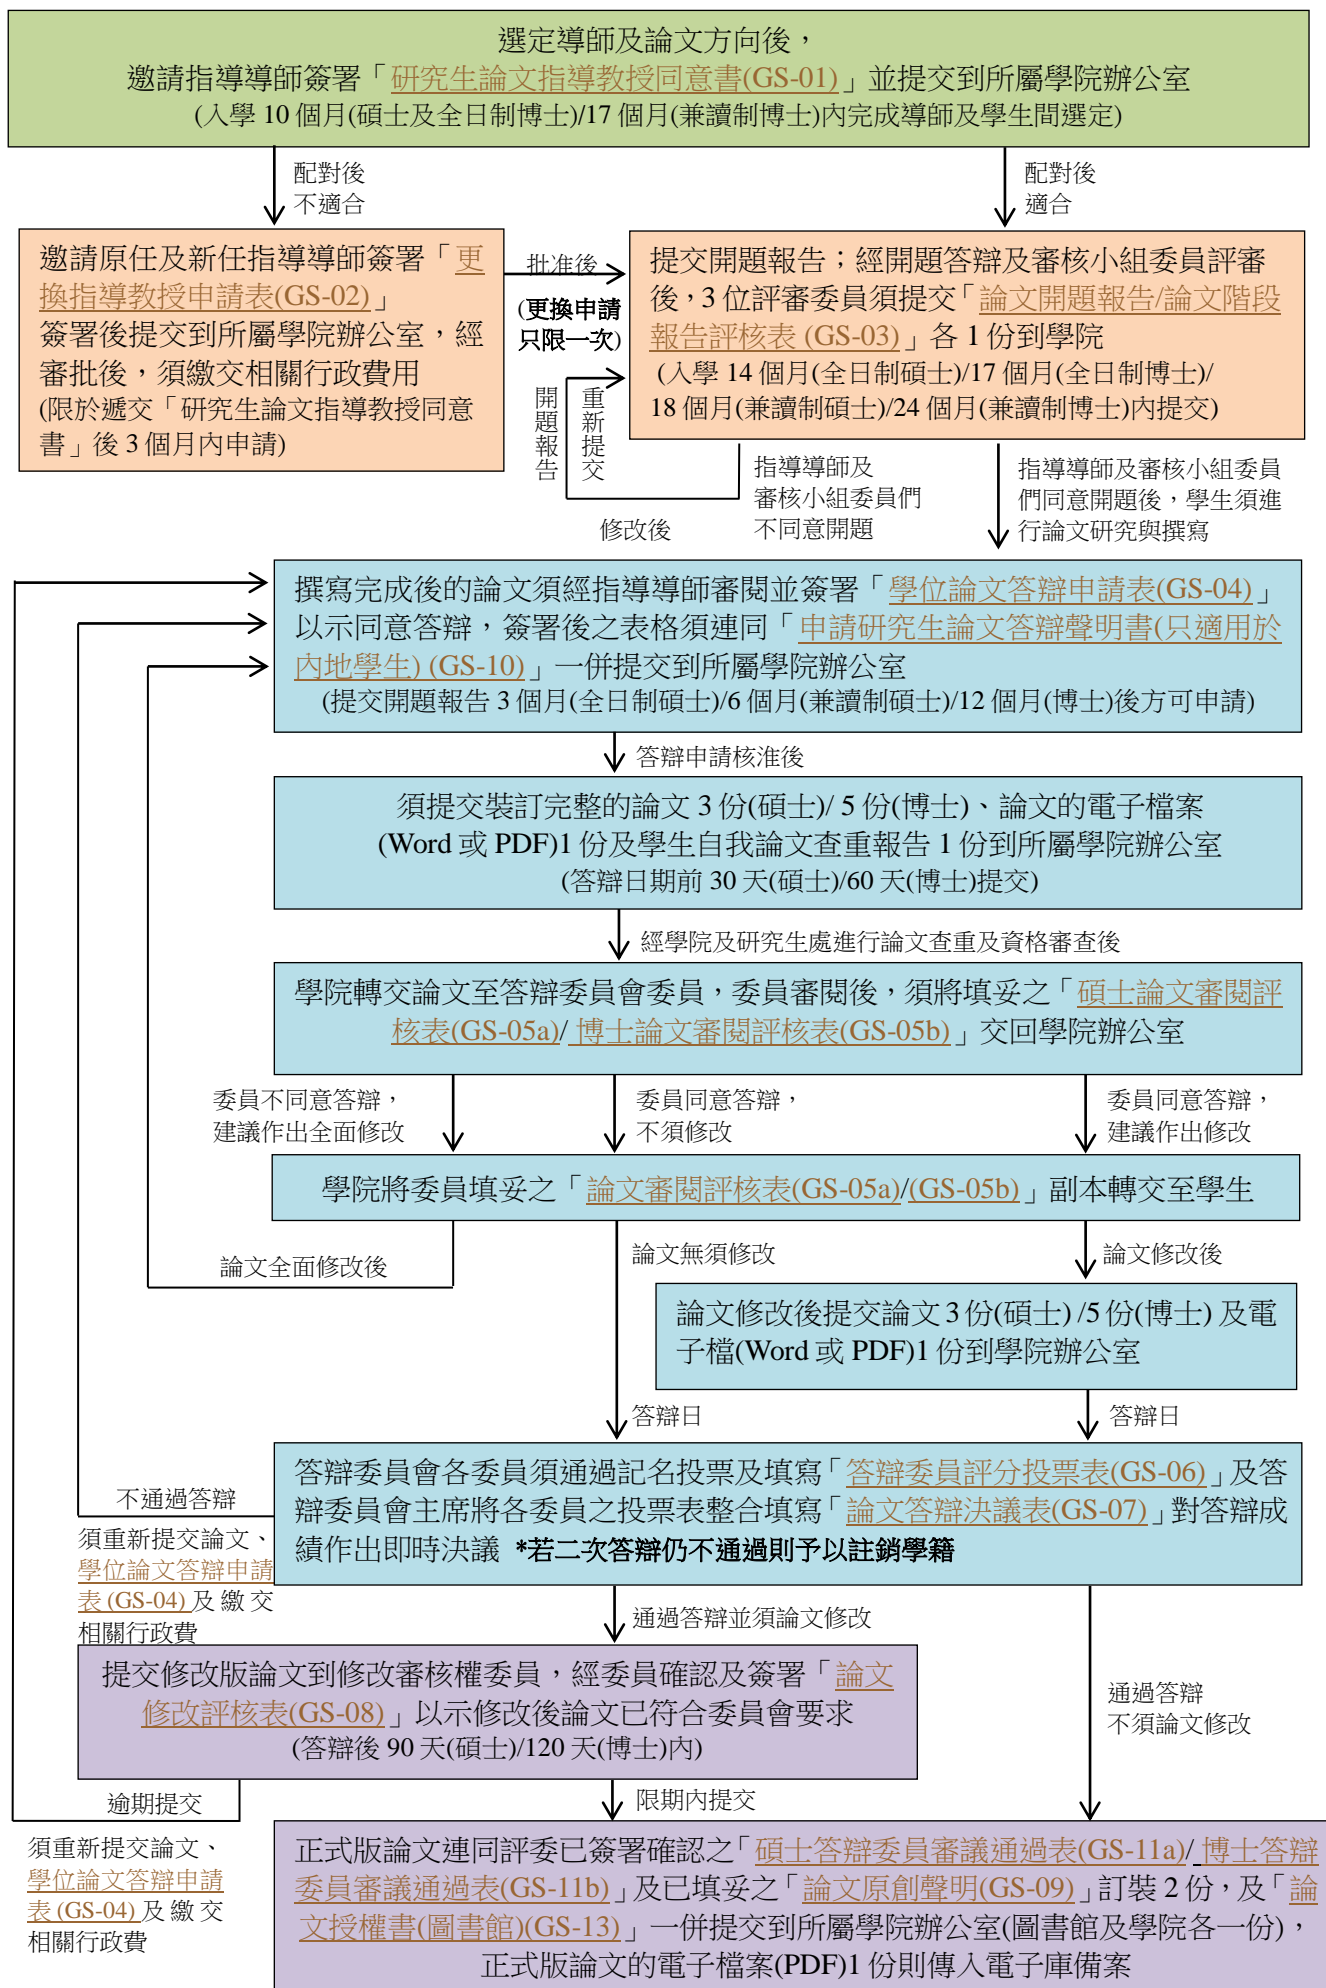 選定導師及論文方向後，
邀請指導導師簽署「研究生論文指導教授同意書(GS-01)」並提交到所屬學院辦公室
(入學 10 個月(碩士及全日制博士)/17 個月(兼讀制博士)內完成導師及學生間選定)
配對後
不適合
配對後
適合
邀請原任及新任指導導師簽署「更
換指導教授申請表(GS-02)」
簽署後提交到所屬學院辦公室，經
審批後，須繳交相關行政費用
(限於遞交「研究生論文指導教授同意
書」後 3 個月內申請)
批准後
(更換申請
只限一次)
提交開題報告；經開題答辯及審核小組委員評審
後，3 位評審委員須提交「論文開題報告/論文階段
報告評核表 (GS-03)」各 1 份到學院
(入學 14 個月(全日制碩士)/17 個月(全日制博士)/
18 個月(兼讀制碩士)/24 個月(兼讀制博士)內提交)
重新提交
開題報告
修改後
指導導師及
審核小組委員們
不同意開題
指導導師及審核小組委員
們同意開題後，學生須進
行論文研究與撰寫
撰寫完成後的論文須經指導導師審閱並簽署「學位論文答辯申請表(GS-04)」
以示同意答辯，簽署後之表格須連同「申請研究生論文答辯聲明書(只適用於
內地學生) (GS-10)」一併提交到所屬學院辦公室
(提交開題報告 3 個月(全日制碩士)/6 個月(兼讀制碩士)/12 個月(博士)後方可申請)
答辯申請核淮後
須提交裝訂完整的論文 3 份(碩士)/ 5 份(博士)、論文的電子檔案
(Word 或 PDF)1 份及學生自我論文查重報告 1 份到所屬學院辦公室
(答辯日期前 30 天(碩士)/60 天(博士)提交)
經學院及研究生處進行論文查重及資格審查後
學院轉交論文至答辯委員會委員，委員審閱後，須將填妥之「碩士論文審閱評
核表(GS-05a)/ 博士論文審閱評核表(GS-05b)」交回學院辦公室
委員不同意答辯，
建議作出全面修改
委員同意答辯，
不須修改
委員同意答辯，
建議作出修改
學院將委員填妥之「論文審閱評核表(GS-05a)/(GS-05b)」副本轉交至學生
論文全面修改後
論文無須修改
論文修改後
論文修改後提交論文 3 份(碩士) /5 份(博士) 及電
子檔(Word 或 PDF)1 份到學院辦公室
答辯日
答辯日
答辯委員會各委員須通過記名投票及填寫「答辯委員評分投票表(GS-06)」及答
辯委員會主席將各委員之投票表整合填寫「論文答辯決議表(GS-07)」對答辯成
績作出即時決議 *若二次答辯仍不通過則予以註銷學籍
不通過答辯
須重新提交論文、
學位論文答辯申請
表(GS-04)及繳交
相關行政費
通過答辯並須論文修改
通過答辯
不須論文修改
提交修改版論文到修改審核權委員，經委員確認及簽署「論文
修改評核表(GS-08)」以示修改後論文已符合委員會要求
(答辯後 90 天(碩士)/120 天(博士)內)
逾期提交
限期內提交
須重新提交論文、
學位論文答辯申請
表(GS-04)及繳交
相關行政費
正式版論文連同評委已簽署確認之「碩士答辯委員審議通過表(GS-11a)/ 博士答辯
委員審議通過表(GS-11b)」及已填妥之「論文原創聲明(GS-09)」訂裝 2 份，及「論
文授權書(圖書館)(GS-13)」一併提交到所屬學院辦公室(圖書館及學院各一份)，
正式版論文的電子檔案(PDF)1 份則傳入電子庫備案